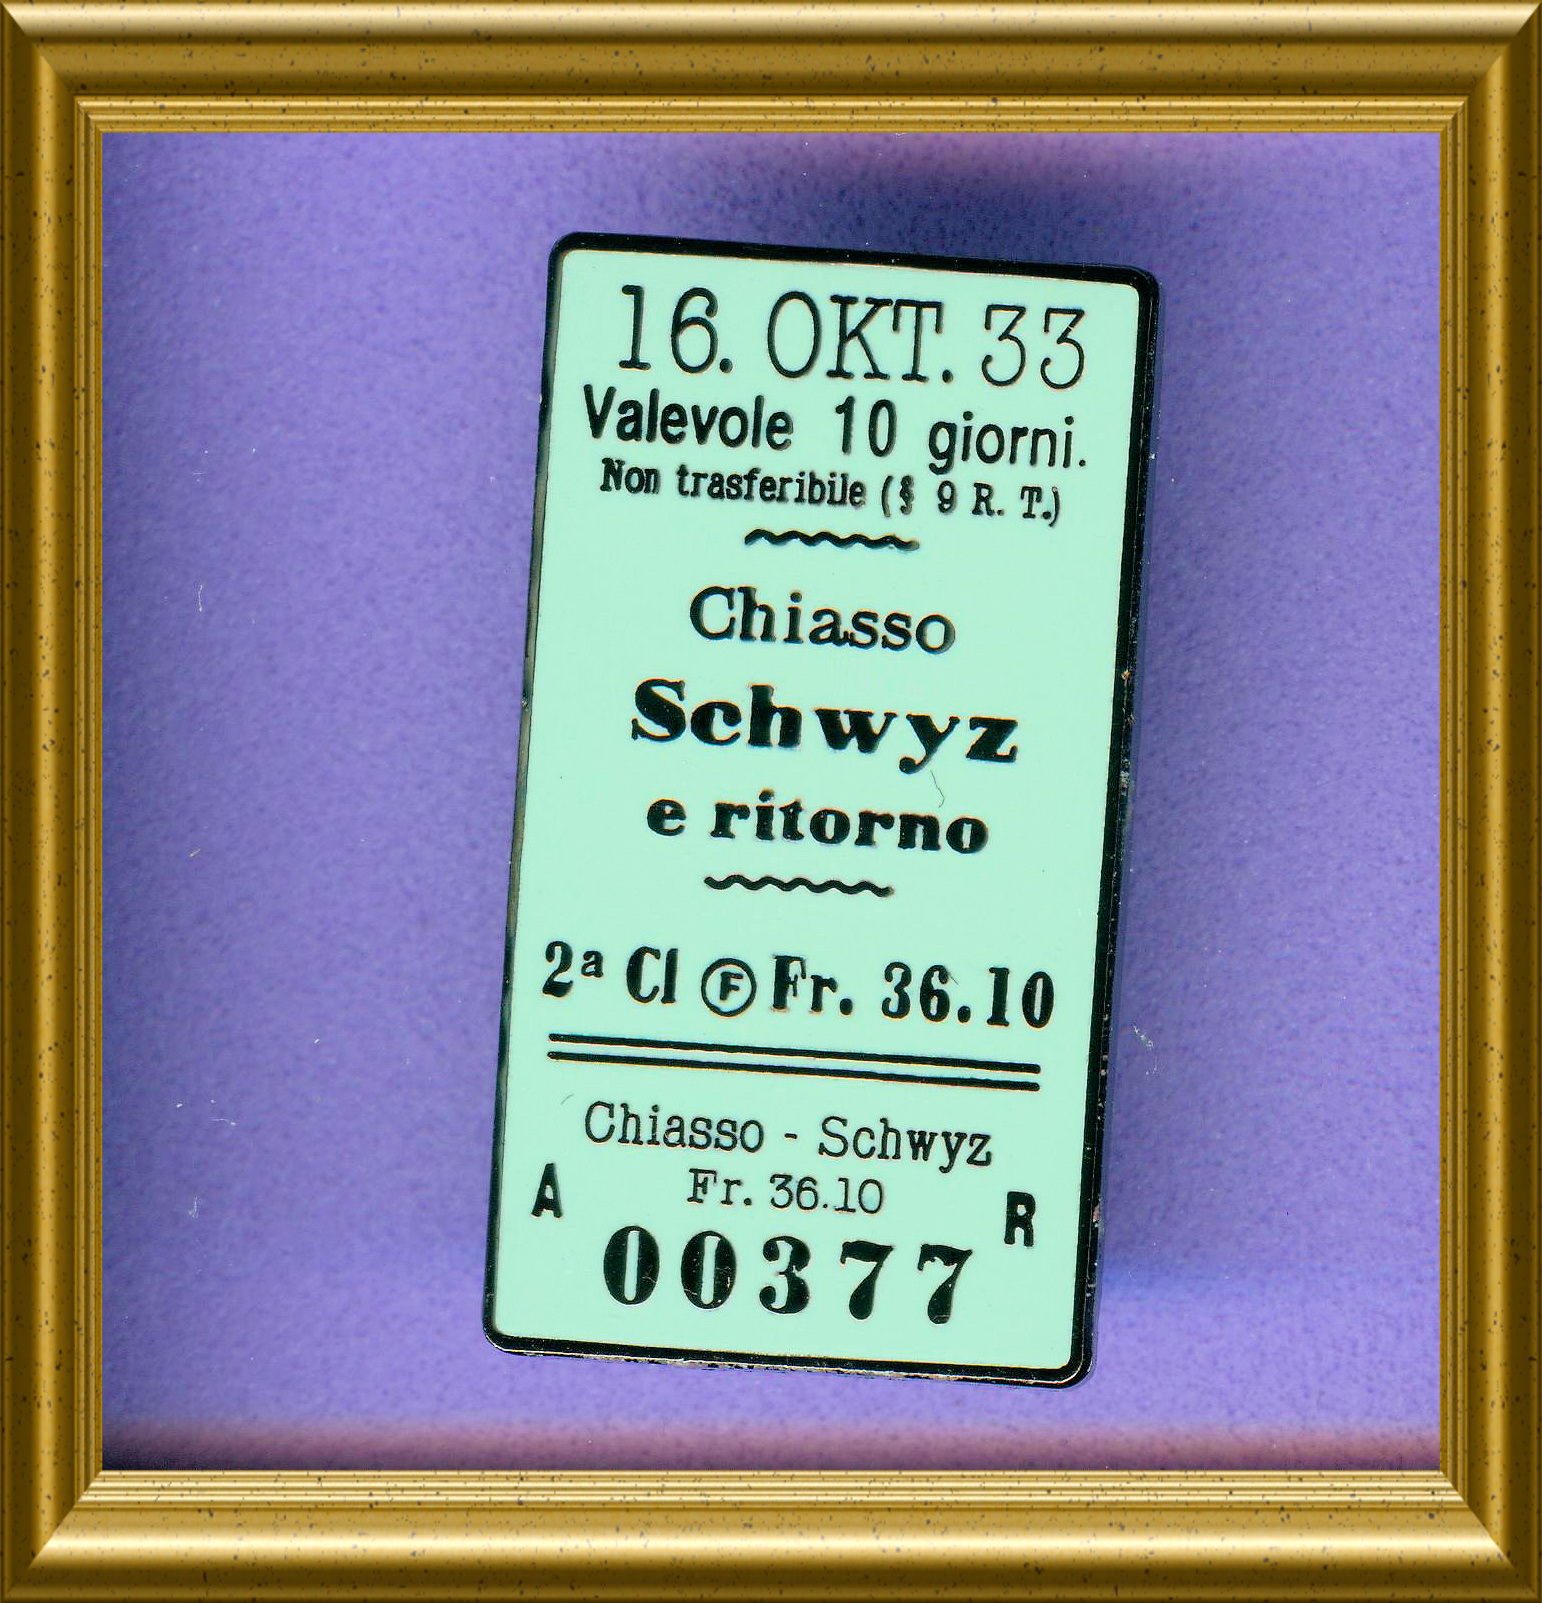 16. OKT. 33
Valevole 10 giorni.
Non trasferibile (§ 9 R. T.)
Chiasso
Schwyz
e ritorno
2ª Cl Ⓕ Fr. 36.10
Chiasso - Schwyz
Fr. 36.10
A R
00377